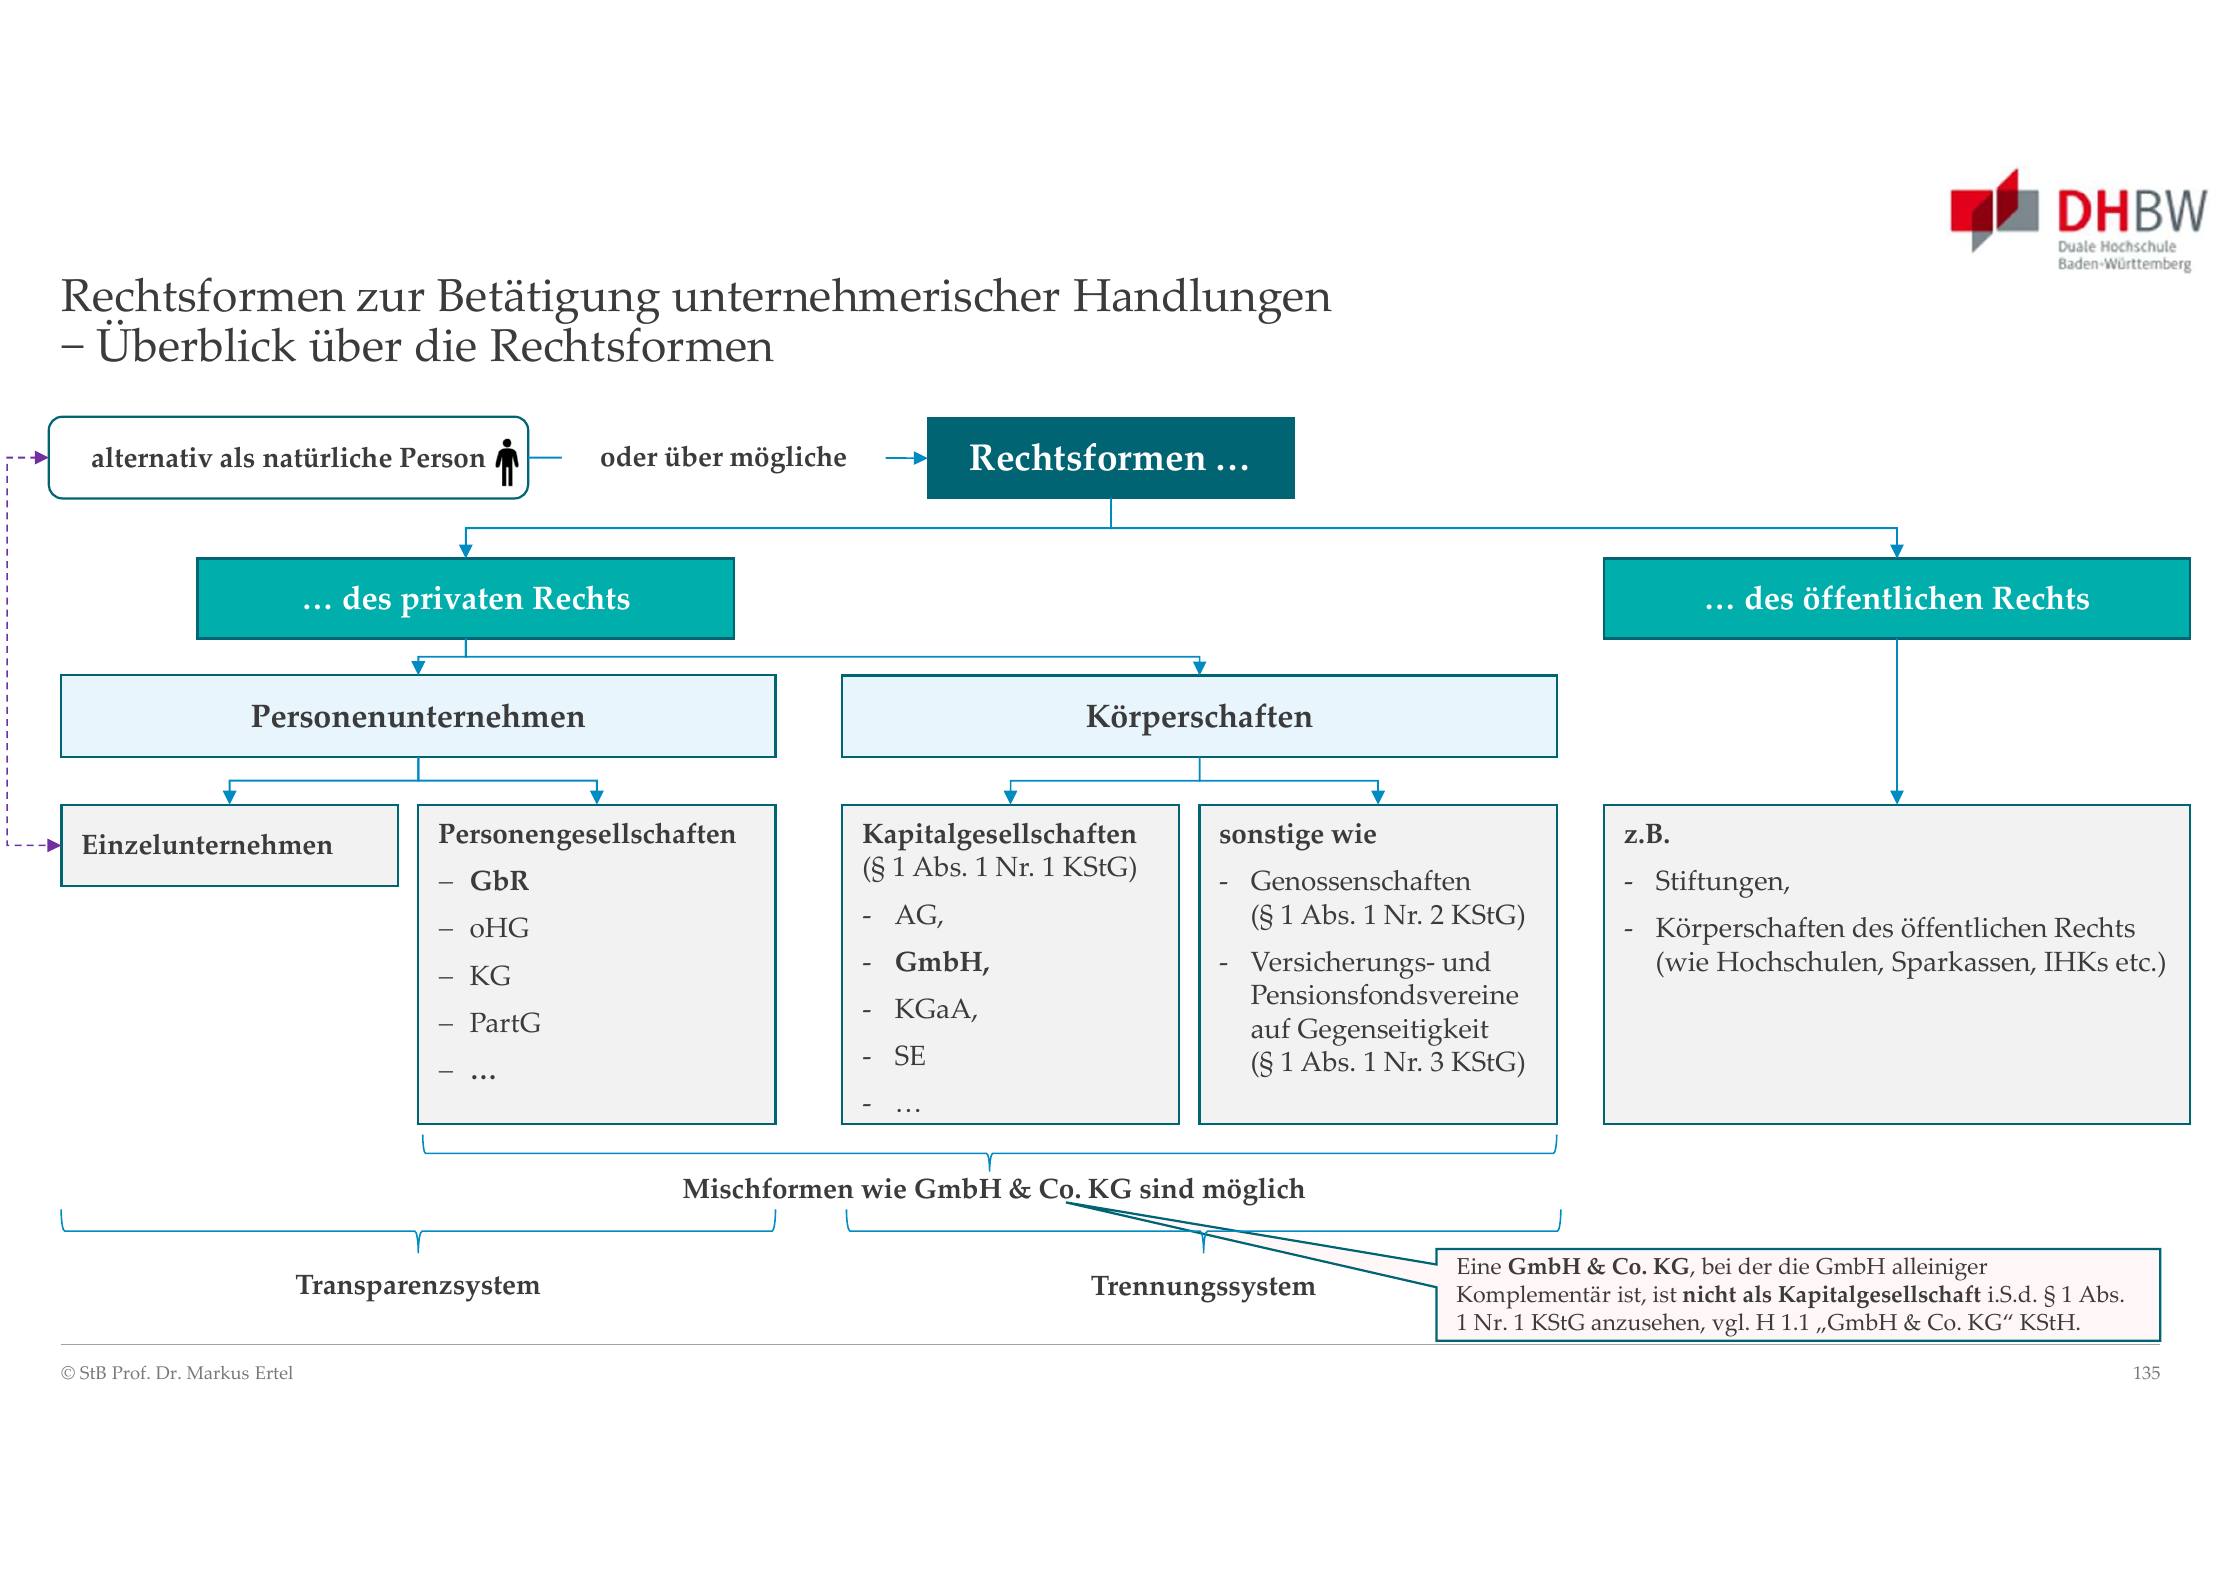 DHBW
Duale Hochschule
Baden-Württemberg
Rechtsformen zur Betätigung unternehmerischer Handlungen
– Überblick über die Rechtsformen
alternativ als natürliche Person
oder über mögliche
Rechtsformen …
… des privaten Rechts
… des öffentlichen Rechts
Personenunternehmen
Körperschaften
Einzelunternehmen
Personengesellschaften
– GbR
– oHG
– KG
– PartG
– …
Kapitalgesellschaften
(§ 1 Abs. 1 Nr. 1 KStG)
- AG,
- GmbH,
- KGaA,
- SE
- …
sonstige wie
- Genossenschaften
(§ 1 Abs. 1 Nr. 2 KStG)
- Versicherungs- und
Pensionsfondsvereine
auf Gegenseitigkeit
(§ 1 Abs. 1 Nr. 3 KStG)
z.B.
- Stiftungen,
- Körperschaften des öffentlichen Rechts
(wie Hochschulen, Sparkassen, IHKs etc.)
Mischformen wie GmbH & Co. KG sind möglich
Transparenzsystem
Trennungssystem
Eine GmbH & Co. KG, bei der die GmbH alleiniger
Komplementär ist, ist nicht als Kapitalgesellschaft i.S.d. § 1 Abs.
1 Nr. 1 KStG anzusehen, vgl. H 1.1 „GmbH & Co. KG“ KStH.
© StB Prof. Dr. Markus Ertel
135